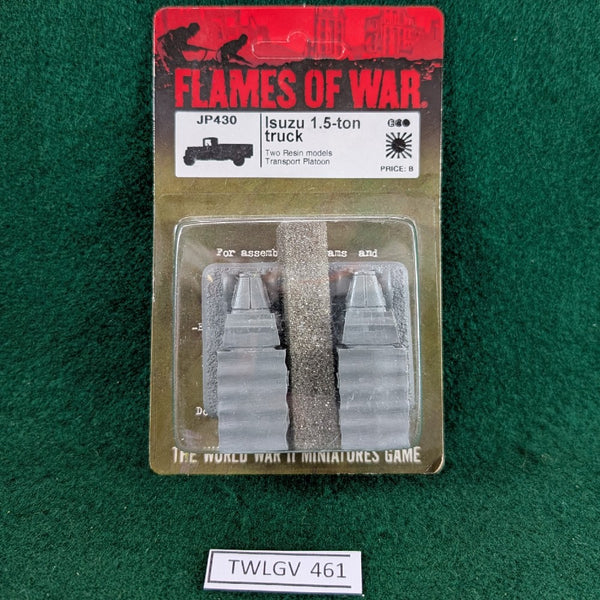 FLAMES OF WAR.
JP430
Isuzu 1.5-ton
truck
Two Resin models
Transport Platoon
PRICE: B
For assemb ams and
Do
THE WORLD WAR II MINIATURES GAME
TWLGV 461